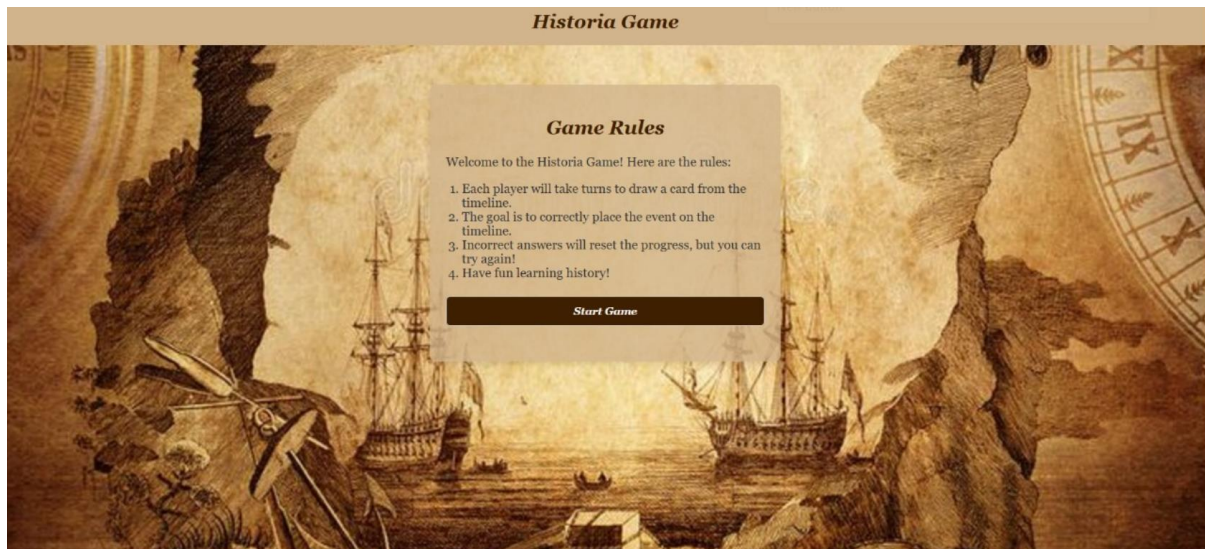 Historia Game
Game Rules
Welcome to the Historia Game! Here are the rules:
1. Each player will take turns to draw a card from the
timeline.
2. The goal is to correctly place the event on the
timeline.
3. Incorrect answers will reset the progress, but you can
try again!
4. Have fun learning history!
Start Game
240
IX
X